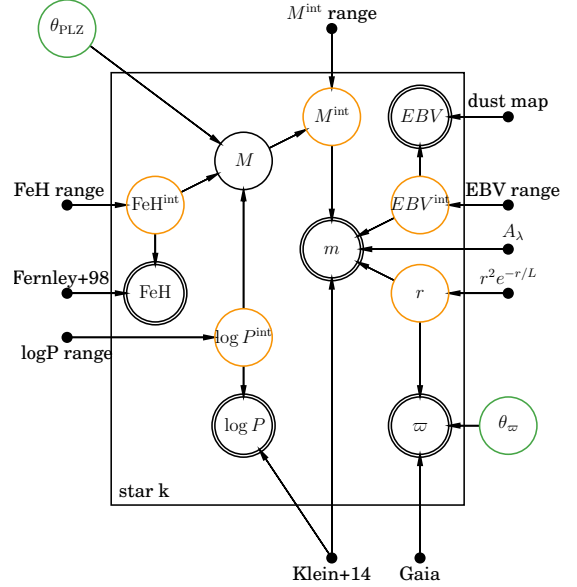 θ_PLZ
M^int range
M^int
EBV
dust map
M
FeH range
FeH^int
EBV^int
EBV range
m
A_λ
Fernley+98
FeH
r
r²e^{−r/L}
log P^int
logP range
log P
ϖ
θ_ϖ
star k
Klein+14
Gaia